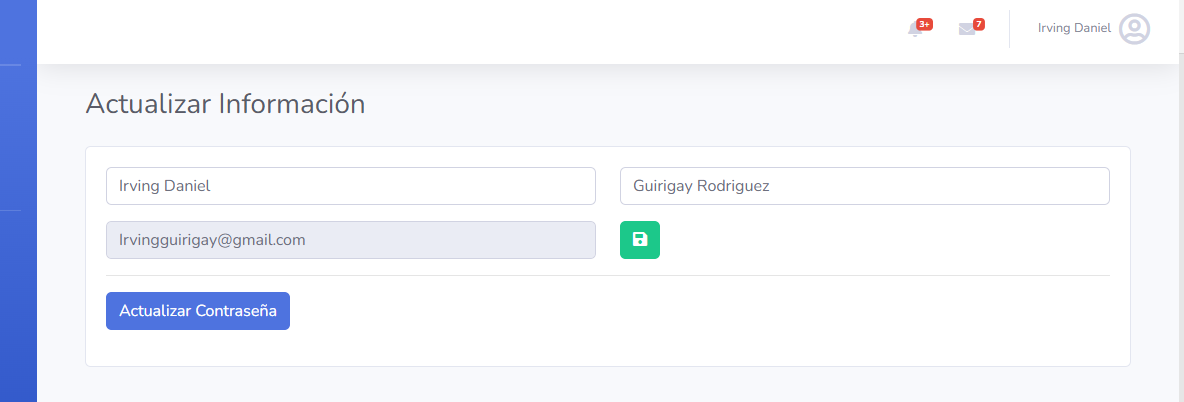 3+
7
Irving Daniel
Actualizar Información
Irving Daniel
Guirigay Rodriguez
Irvingguirigay@gmail.com
Actualizar Contraseña